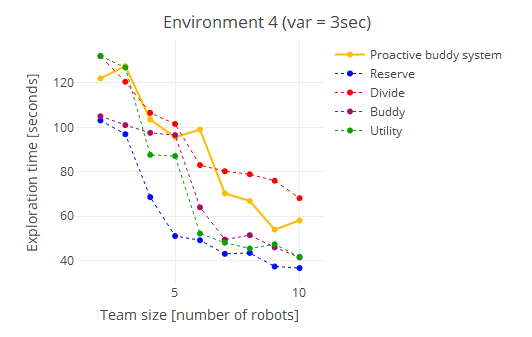 Environment 4 (var = 3sec)
Proactive buddy system
Reserve
Divide
Buddy
Utility
Exploration time [seconds]
120
100
80
60
40
5
10
Team size [number of robots]